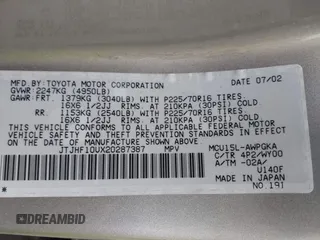 MFD. BY: TOYOTA MOTOR CORPORATION DATE 07/02
GVWR: 2247KG (4950LB)
GAWR: FRT. 1379KG (3040LB) WITH P225/70R16 TIRES.
16X6 1/2JJ RIMS. AT 210KPA (30PSI) COLD
RR. 1153KG (2540LB) WITH P225/70R16 TIRES.
16X6 1/2JJ RIMS. AT 210KPA (30PSI) COLD
THIS VEHICLE CONFORMS TO ALL APPLICABLE FEDERAL MOTOR
VEHICLE SAFETY AND THEFT PREVENTION STANDARDS IN EFFECT
ON THE DATE OF MANUFACTURE SHOWN ABOVE.
JTJHF10UX20287387 MPV MCU15L-AWPGKA
C/TR 4P2/WY00
A/TM -02A/
U140F
NO.191
*
DREAMBID